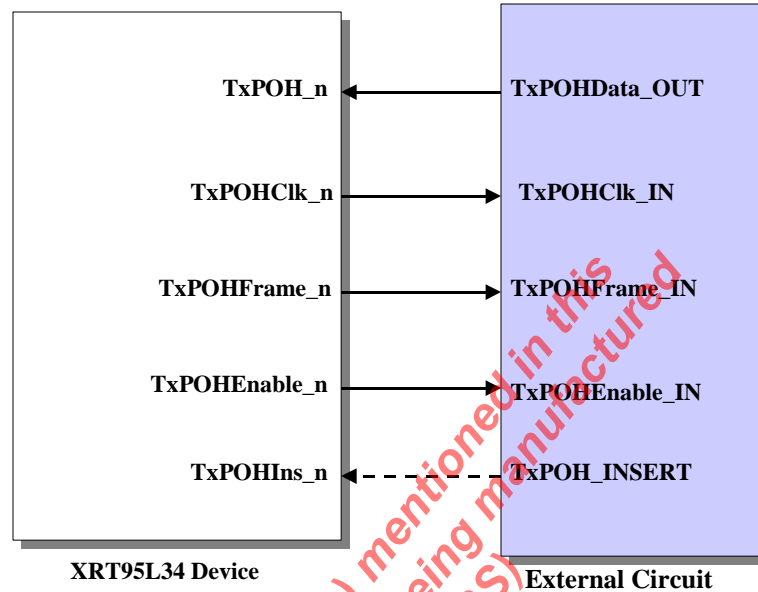 TxPOH_n TxPOHData_OUT
TxPOHClk_n TxPOHClk_IN
TxPOHFrame_n TxPOHFrame_IN
TxPOHEnable_n TxPOHEnable_IN
TxPOHIns_n TxPOH_INSERT
XRT95L34 Device External Circuit
mentioned in this
being manufactured